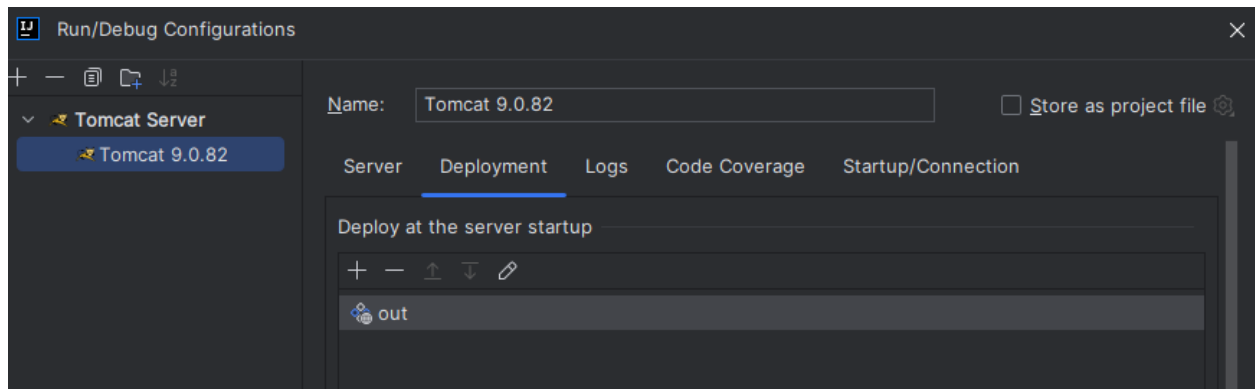 Run/Debug Configurations
Name: Tomcat 9.0.82 Store as project file
Tomcat Server
Tomcat 9.0.82
Server Deployment Logs Code Coverage Startup/Connection
Deploy at the server startup
out